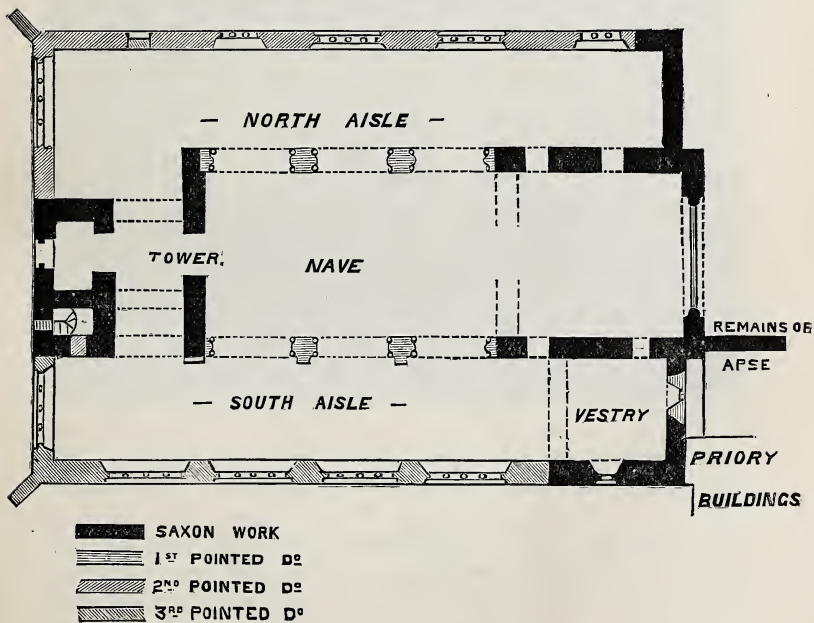 — NORTH AISLE —
TOWER.
NAVE
REMAINS OF
APSE
— SOUTH AISLE —
VESTRY
PRIORY
BUILDINGS
SAXON WORK
1ST POINTED Dº
2ND POINTED Dº
3RD POINTED Dº